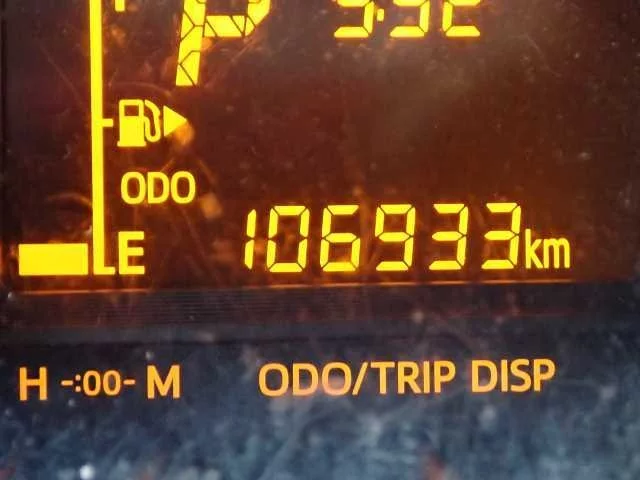 P
ODO
E 106933km
H -:00- M ODO/TRIP DISP